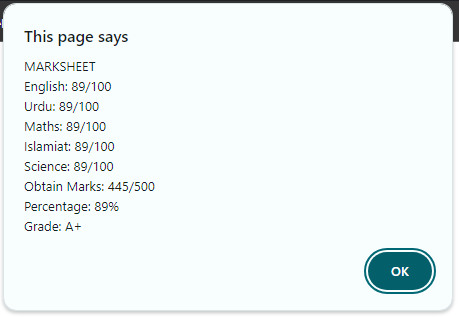 This page says
MARKSHEET
English: 89/100
Urdu: 89/100
Maths: 89/100
Islamiat: 89/100
Science: 89/100
Obtain Marks: 445/500
Percentage: 89%
Grade: A+
OK